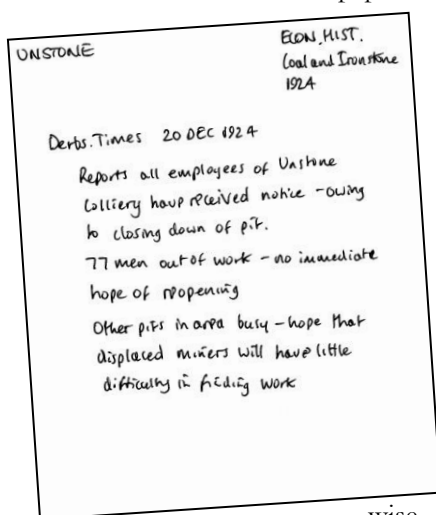 UNSTONE
ECON. HIST.
Coal and Ironstone
1924
Derbs. Times 20 DEC 1924
Reports all employees of Unstone
Colliery have received notice - owing
to closing down of pit.
77 men out of work - no immediate
hope of reopening
Other pits in area busy - hope that
displaced miners will have little
difficulty in finding work
wise